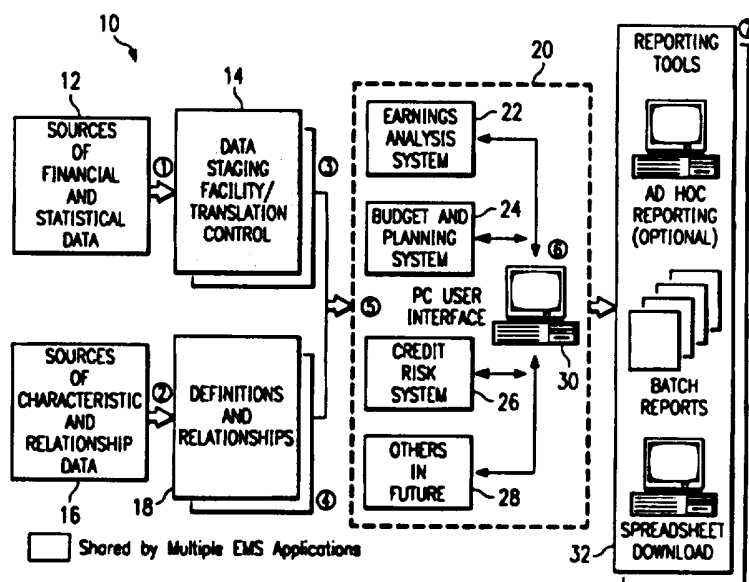 10
12
SOURCES
OF
FINANCIAL
AND
STATISTICAL
DATA
①
14
DATA
STAGING
FACILITY/
TRANSLATION
CONTROL
③
16
SOURCES
OF
CHARACTERISTIC
AND
RELATIONSHIP
DATA
②
18
DEFINITIONS
AND
RELATIONSHIPS
④
⑤
20
EARNINGS
ANALYSIS
SYSTEM
22
BUDGET AND
PLANNING
SYSTEM
24
⑥
PC USER
INTERFACE
30
CREDIT
RISK
SYSTEM
26
OTHERS
IN
FUTURE
28
REPORTING
TOOLS
AD HOC
REPORTING
(OPTIONAL)
BATCH
REPORTS
SPREADSHEET
DOWNLOAD
32
Shared by Multiple EMS Applications